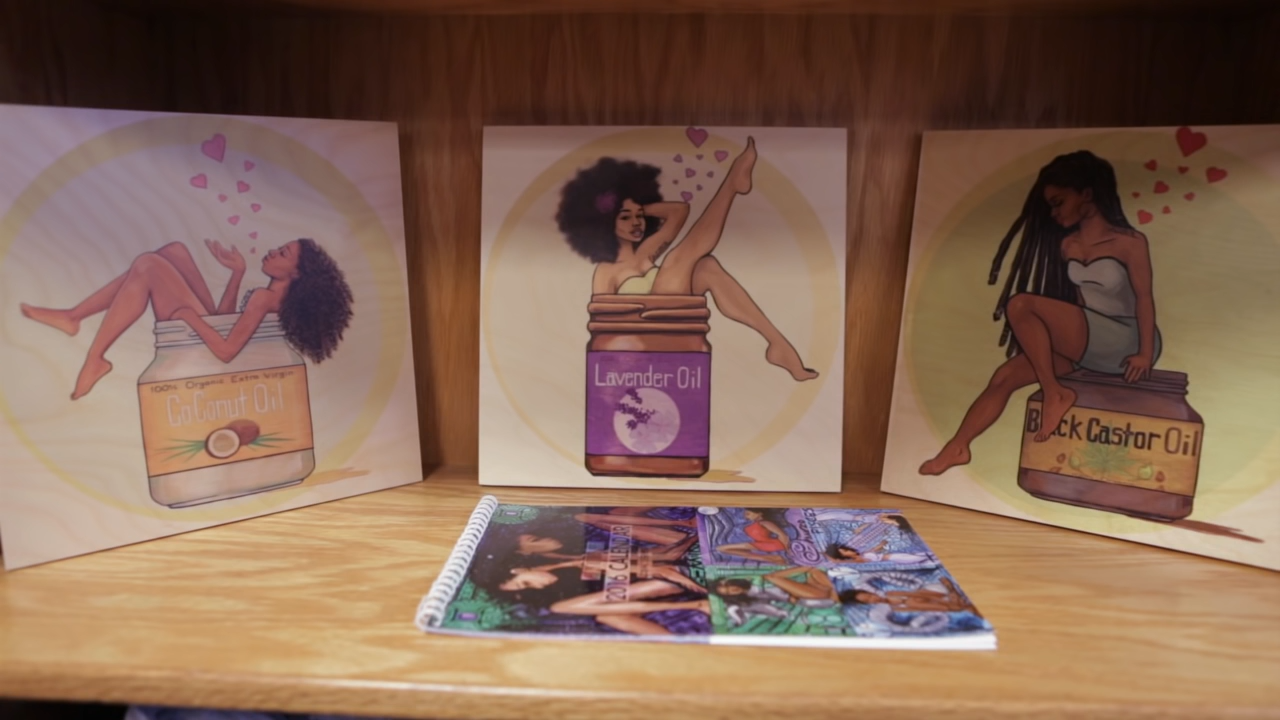 100% Organic Extra Virgin
CoConut Oil
Lavender Oil
Black Castor Oil
2016 CALENDAR